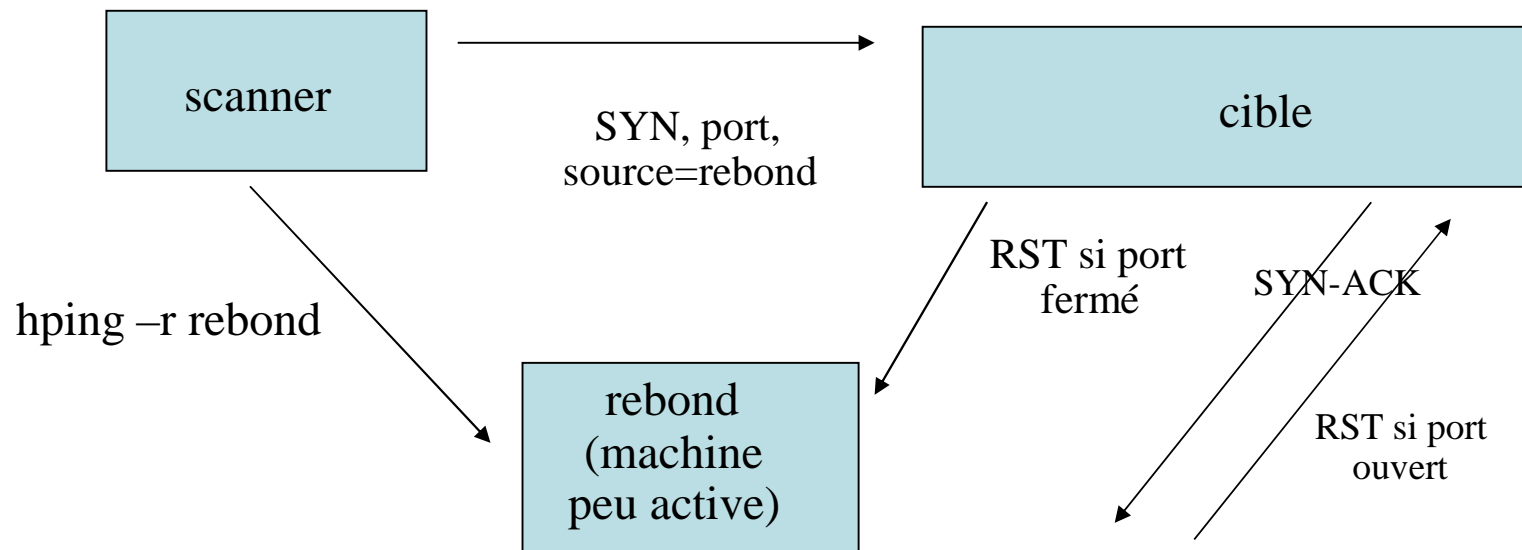 scanner
cible
SYN, port,
source=rebond
RST si port
fermé
SYN-ACK
hping –r rebond
rebond
(machine
peu active)
RST si port
ouvert